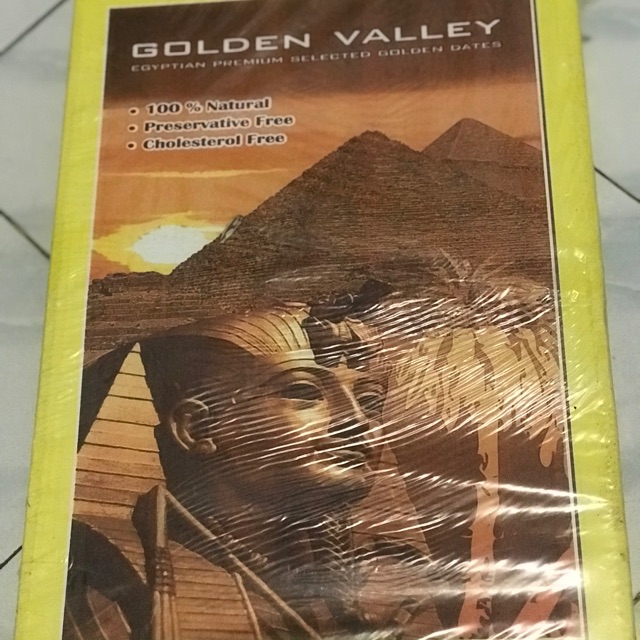 GOLDEN VALLEY
EGYPTIAN PREMIUM SELECTED GOLDEN DATES
• 100 % Natural
• Preservative Free
• Cholesterol Free